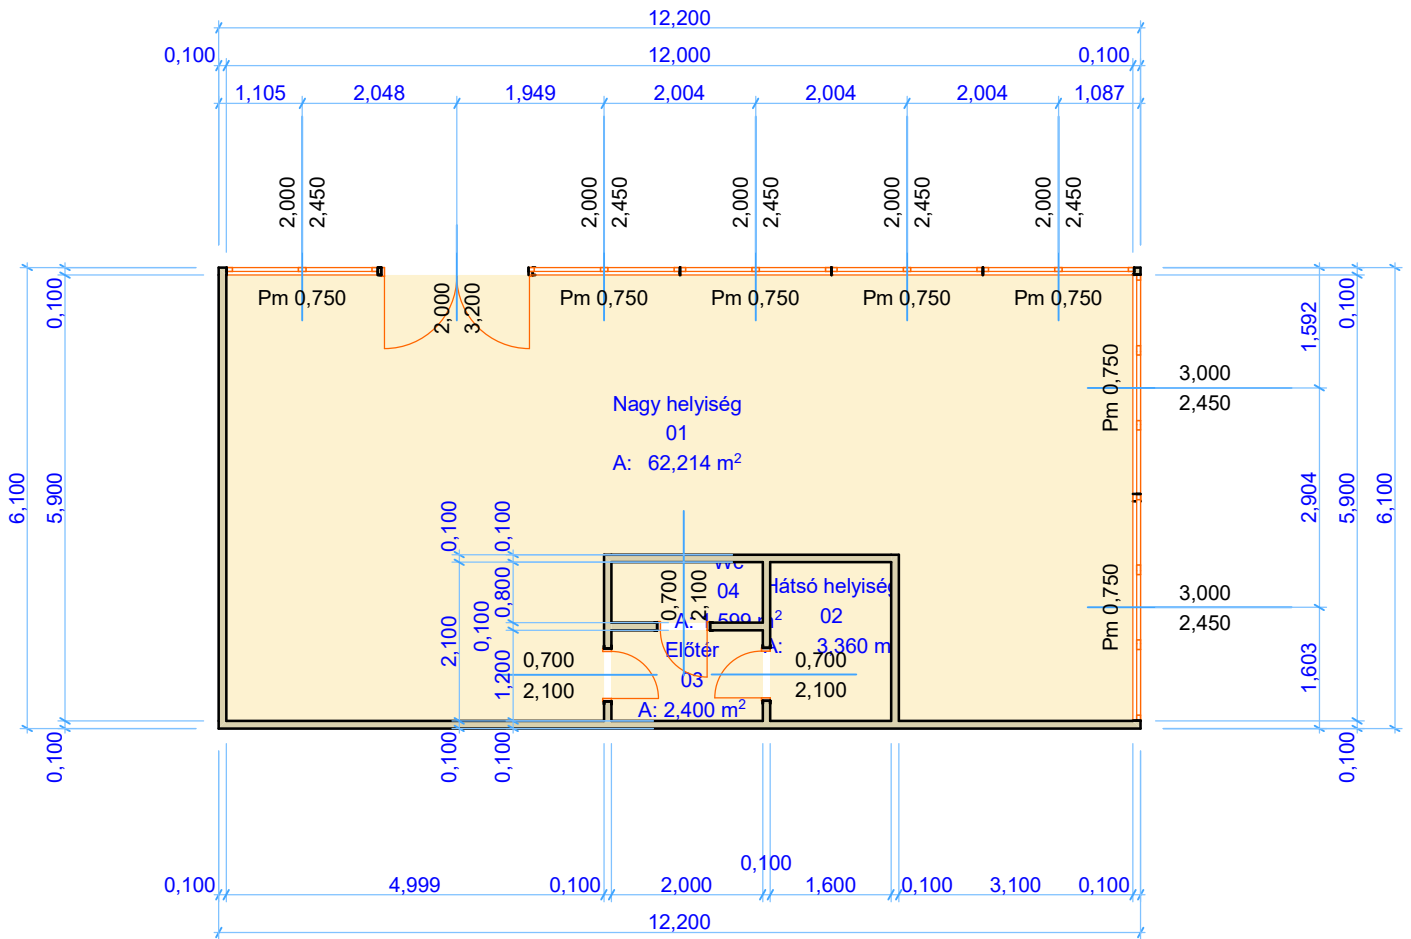 12,200
0,100 12,000 0,100
1,105 2,048 1,949 2,004 2,004 2,004 1,087
2,000 2,450
2,000 2,450
2,000 2,450
2,000 2,450
2,000 2,450
Pm 0,750
2,000 3,200
Pm 0,750
Pm 0,750
Pm 0,750
Pm 0,750
0,100
6,100
5,900
0,100
Nagy helyiség
01
A: 62,214 m²
Pm 0,750
3,000
2,450
Pm 0,750
3,000
2,450
1,592
2,904
1,603
0,100
5,900
0,100
6,100
0,100
2,100
0,100
0,100
0,100
0,800
1,200
0,100
Wc
04
A: 1,599 m²
0,700
2,100
Hátsó helyiség
02
A: 3,360 m
Előtér
03
A: 2,400 m²
0,700
2,100
0,700
2,100
0,100
0,100 4,999 0,100 2,000 1,600 0,100 3,100 0,100
12,200